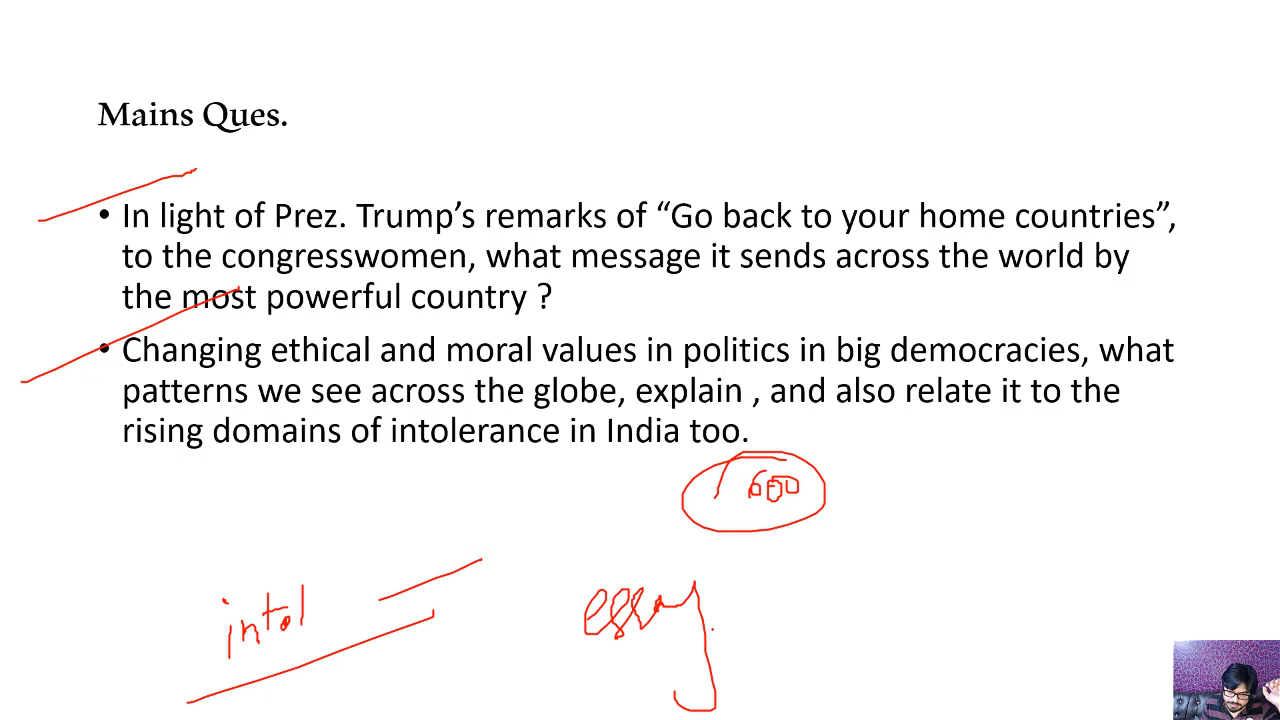 Mains Ques.
• In light of Prez. Trump’s remarks of “Go back to your home countries”,
to the congresswomen, what message it sends across the world by
the most powerful country ?
• Changing ethical and moral values in politics in big democracies, what
patterns we see across the globe, explain , and also relate it to the
rising domains of intolerance in India too.
600
intol
essay